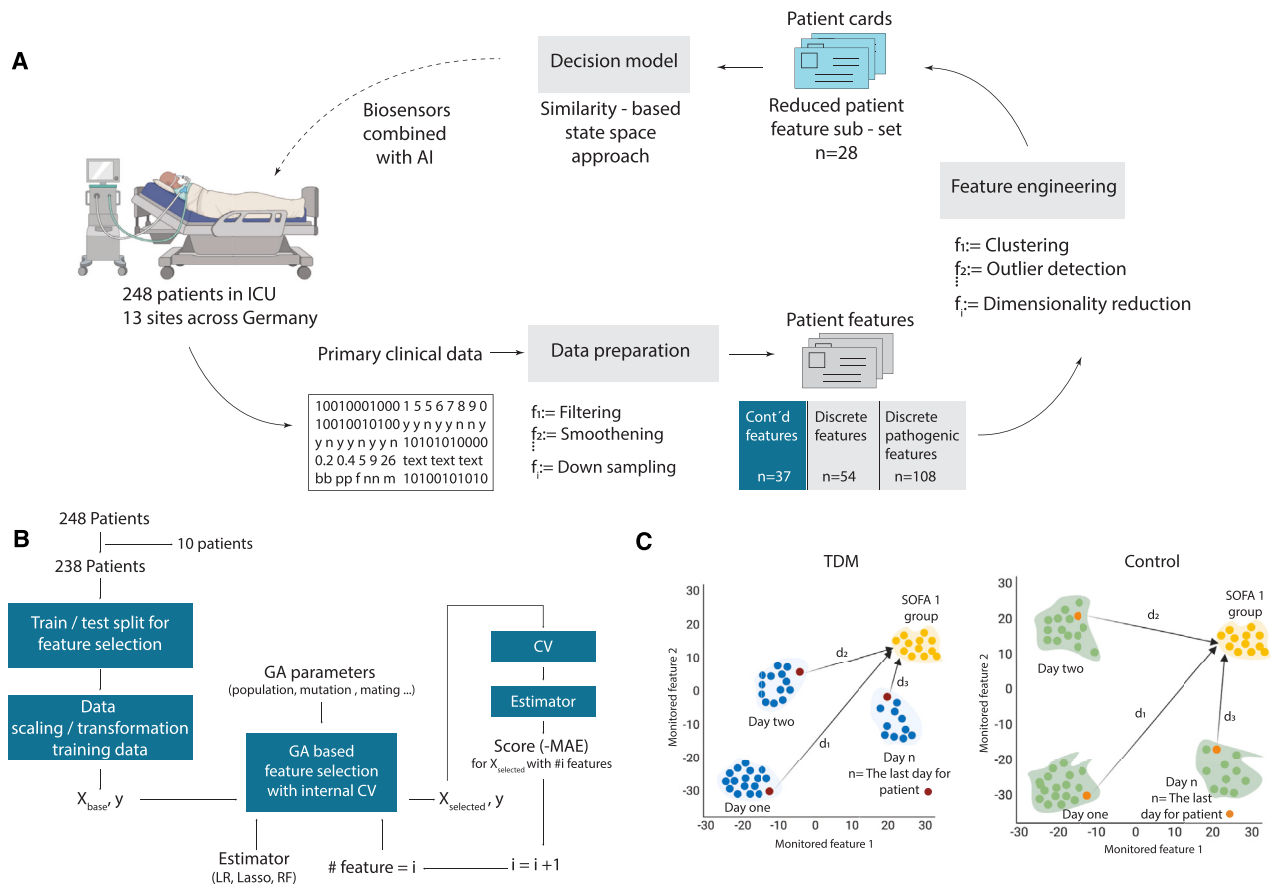 A
Patient cards
Decision model
Biosensors
combined
with AI
Similarity - based
state space
approach
Reduced patient
feature sub - set
n=28
Feature engineering
f₁:= Clustering
f₂:= Outlier detection
fᵢ:= Dimensionality reduction
248 patients in ICU
13 sites across Germany
Primary clinical data
Data preparation
Patient features
10010001000 1 5 5 6 7 8 9 0
10010010100 y y n y y n n y
y n y y n y y n 10101010000
0.2 0.4 5 9 26 text text text
bb pp f nn m 10100101010
f₁:= Filtering
f₂:= Smoothening
fᵢ:= Down sampling
Cont´d
features
n=37
Discrete
features
n=54
Discrete
pathogenic
features
n=108
B
248 Patients
10 patients
238 Patients
Train / test split for
feature selection
Data
scaling / transformation
training data
X_base, y
GA parameters
(population, mutation , mating ...)
GA based
feature selection
with internal CV
Estimator
(LR, Lasso, RF)
# feature = i
i = i +1
X_selected, y
CV
Estimator
Score (-MAE)
for X_selected with #i features
C
TDM
30
20
10
0
-10
-20
-30
Monitored feature 2
SOFA 1
group
d₂
d₃
d₁
Day two
Day one
Day n
n= The last day for
patient
-30 -20 -10 0 10 20 30
Monitored feature 1
Control
30
20
10
0
-10
-20
-30
Monitored feature 2
SOFA 1
group
d₂
d₁
d₃
Day two
Day one
Day n
n= The last
day for patient
-30 -20 -10 0 10 20 30
Monitored feature 1